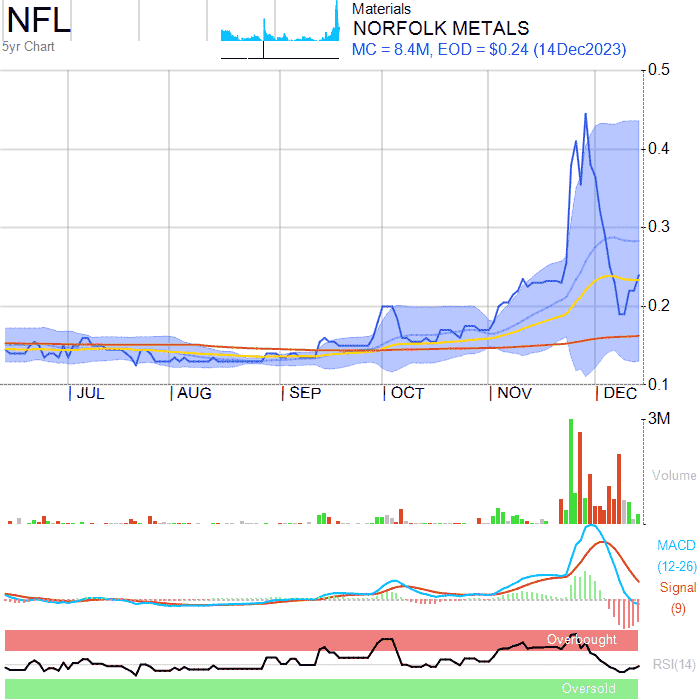 NFL
5yr Chart
Materials
NORFOLK METALS
MC = 8.4M, EOD = $0.24 (14Dec2023)
0.5
0.4
0.3
0.2
0.1
JUL
AUG
SEP
OCT
NOV
DEC
3M
Volume
MACD
(12-26)
Signal
(9)
Overbought
RSI(14)
Oversold